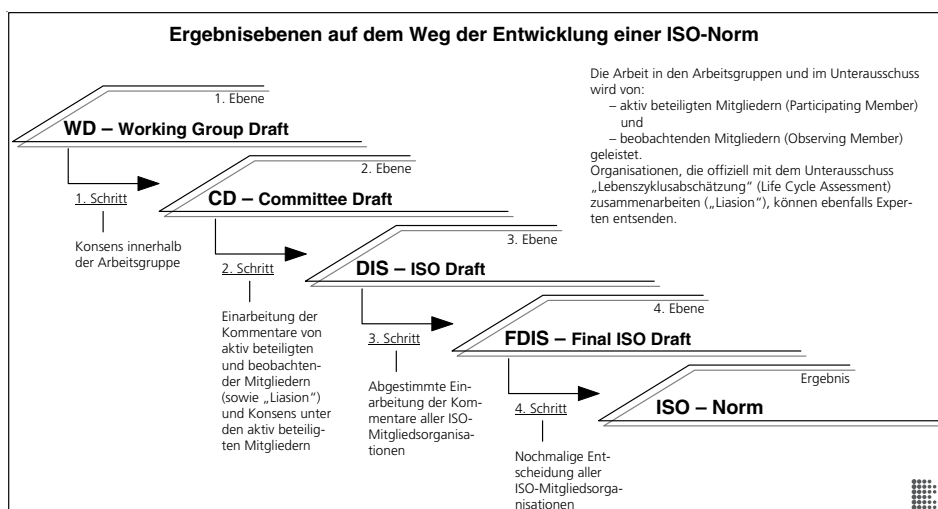 Ergebnisebenen auf dem Weg der Entwicklung einer ISO-Norm
Die Arbeit in den Arbeitsgruppen und im Unterausschuss
wird von:
– aktiv beteiligten Mitgliedern (Participating Member)
und
– beobachtenden Mitgliedern (Observing Member)
geleistet.
Organisationen, die offiziell mit dem Unterausschuss
„Lebenszyklusabschätzung“ (Life Cycle Assessment)
zusammenarbeiten („Liasion“), können ebenfalls Exper-
ten entsenden.
1. Ebene
WD – Working Group Draft
1. Schritt
Konsens innerhalb
der Arbeitsgruppe
2. Ebene
CD – Committee Draft
2. Schritt
Einarbeitung der
Kommentare von
aktiv beteiligten
und beobachten-
der Mitgliedern
(sowie „Liasion“)
und Konsens unter
den aktiv beteilig-
ten Mitgliedern
3. Ebene
DIS – ISO Draft
3. Schritt
Abgestimmte Ein-
arbeitung der Kom-
mentare aller ISO-
Mitgliedsorganisa-
tionen
4. Ebene
FDIS – Final ISO Draft
4. Schritt
Nochmalige Ent-
scheidung aller
ISO-Mitgliedsorga-
nisationen
Ergebnis
ISO – Norm